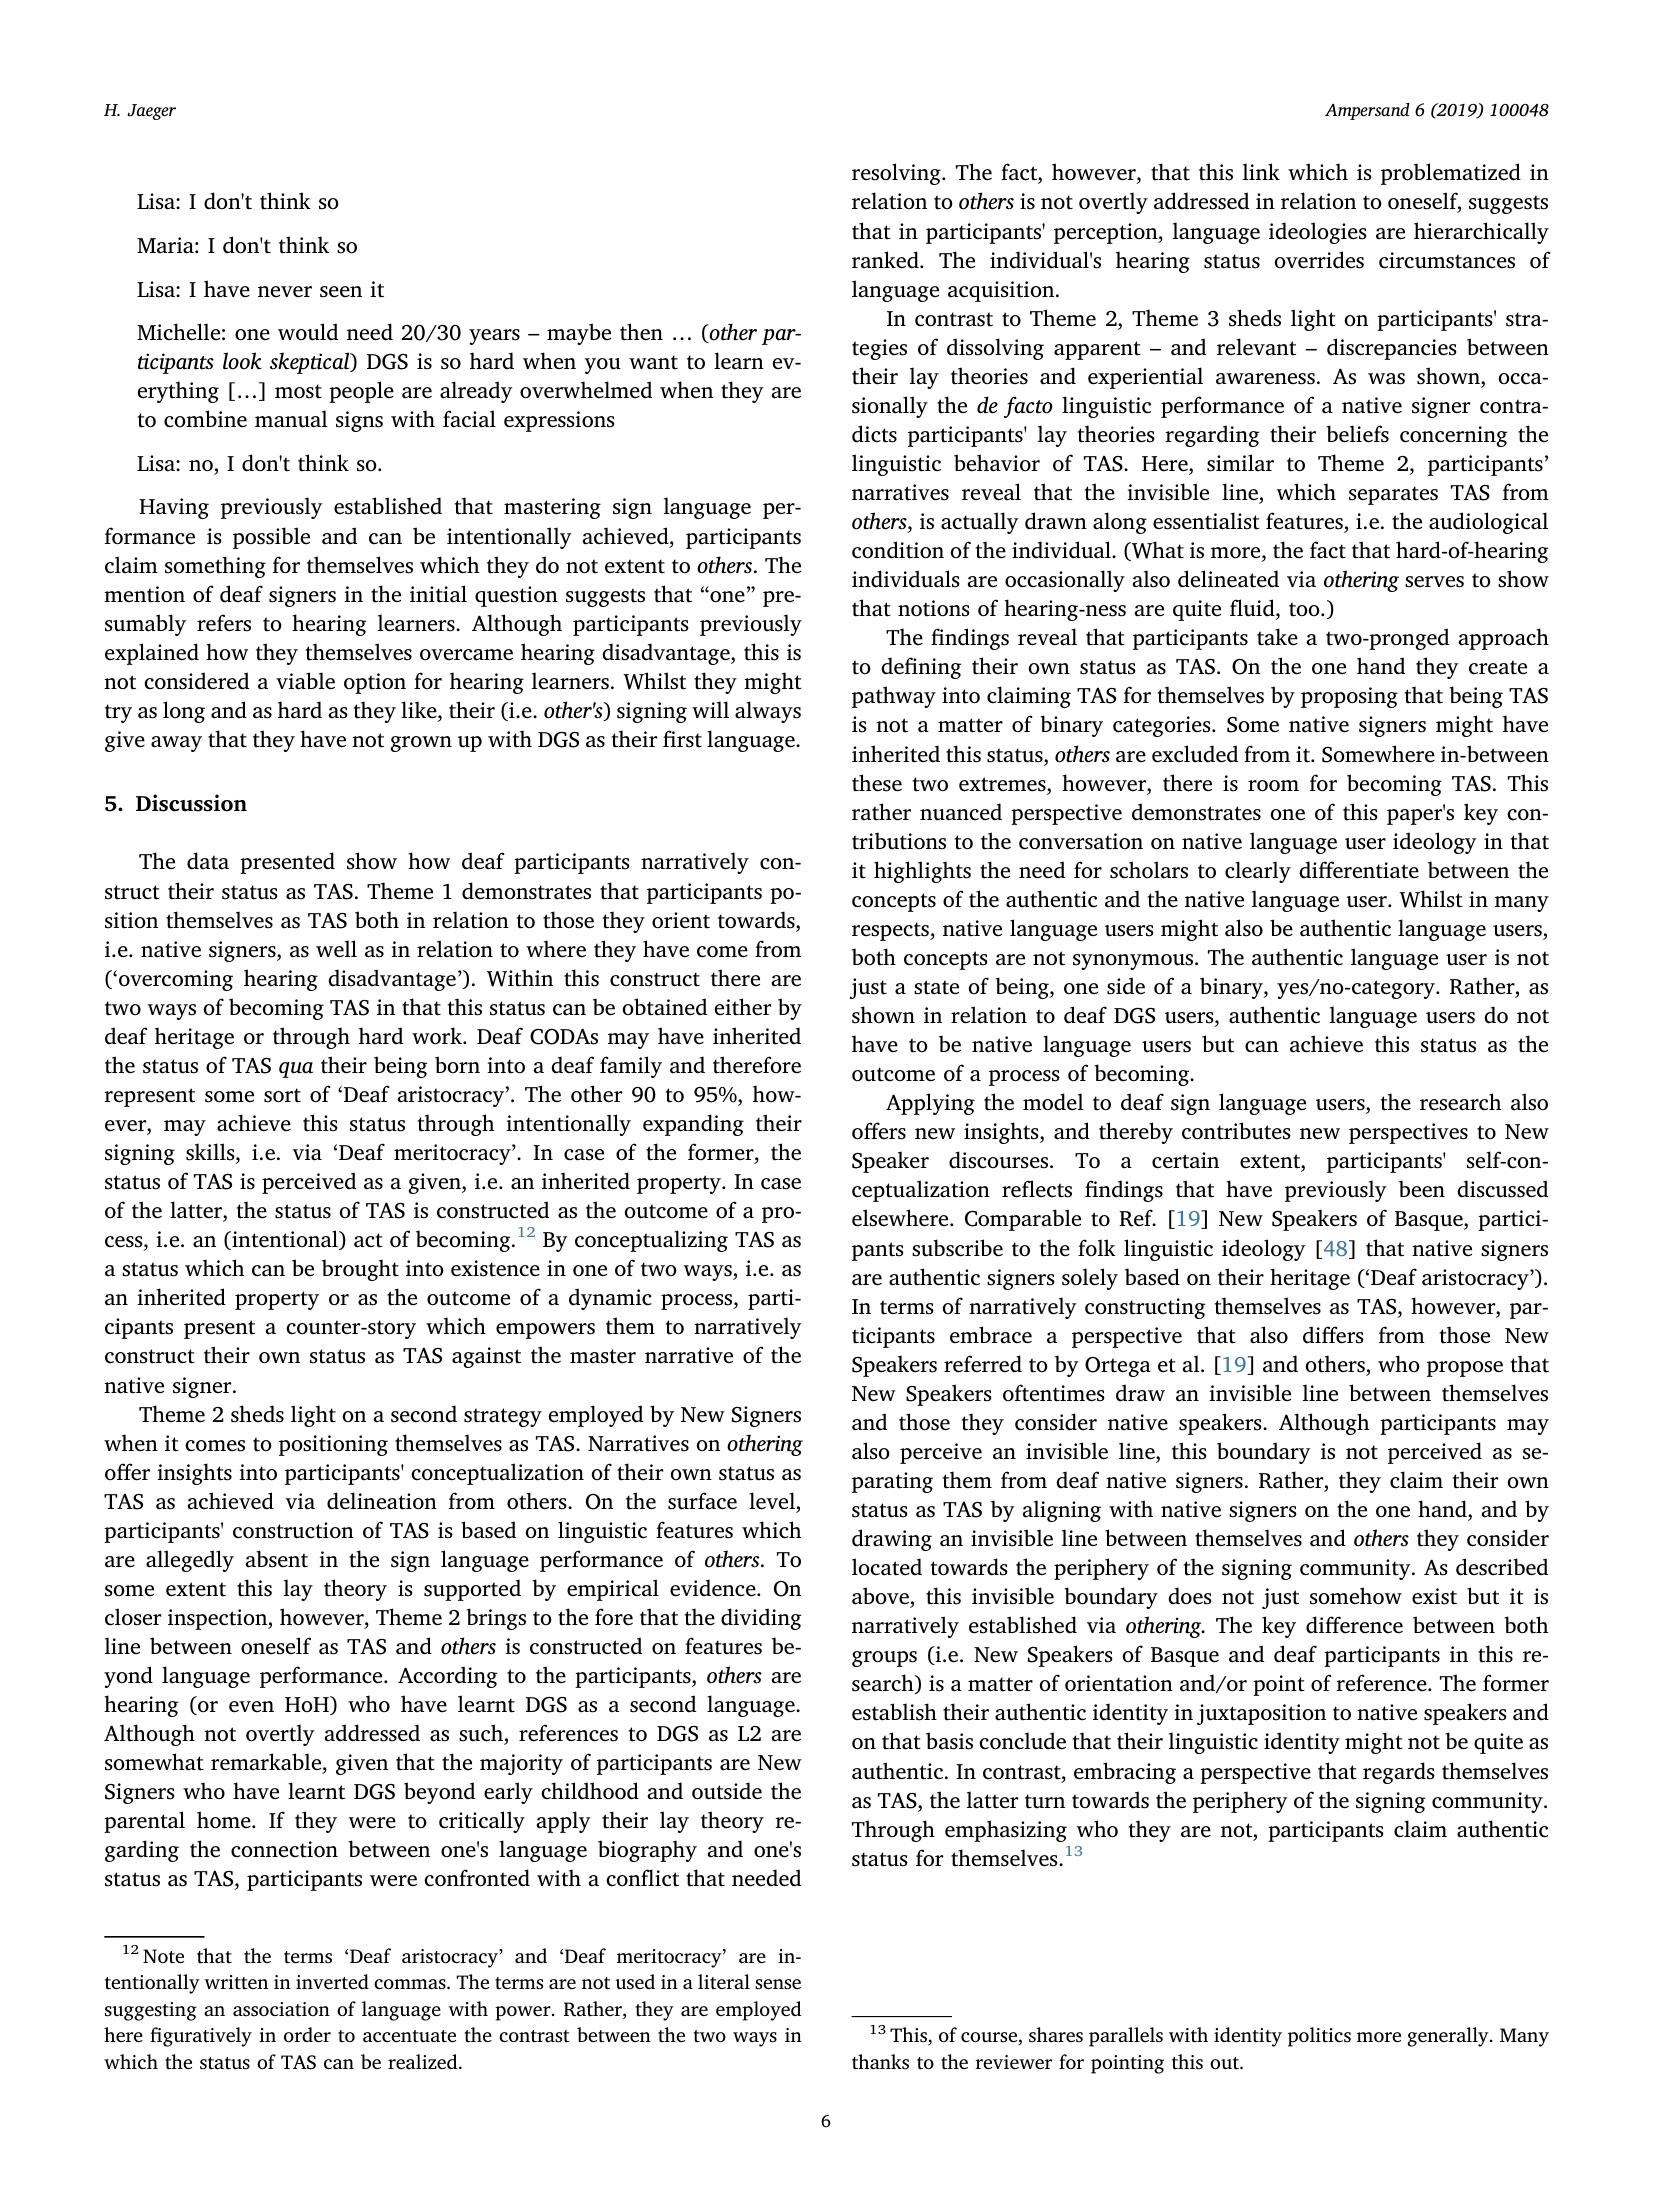 H. Jaeger
Ampersand 6 (2019) 100048
Lisa: I don't think so
Maria: I don't think so
Lisa: I have never seen it
Michelle: one would need 20/30 years – maybe then … (other par-
ticipants look skeptical) DGS is so hard when you want to learn ev-
erything […] most people are already overwhelmed when they are
to combine manual signs with facial expressions
Lisa: no, I don't think so.
Having previously established that mastering sign language per-
formance is possible and can be intentionally achieved, participants
claim something for themselves which they do not extent to others. The
mention of deaf signers in the initial question suggests that “one” pre-
sumably refers to hearing learners. Although participants previously
explained how they themselves overcame hearing disadvantage, this is
not considered a viable option for hearing learners. Whilst they might
try as long and as hard as they like, their (i.e. other's) signing will always
give away that they have not grown up with DGS as their first language.
5. Discussion
The data presented show how deaf participants narratively con-
struct their status as TAS. Theme 1 demonstrates that participants po-
sition themselves as TAS both in relation to those they orient towards,
i.e. native signers, as well as in relation to where they have come from
(‘overcoming hearing disadvantage’). Within this construct there are
two ways of becoming TAS in that this status can be obtained either by
deaf heritage or through hard work. Deaf CODAs may have inherited
the status of TAS qua their being born into a deaf family and therefore
represent some sort of ‘Deaf aristocracy’. The other 90 to 95%, how-
ever, may achieve this status through intentionally expanding their
signing skills, i.e. via ‘Deaf meritocracy’. In case of the former, the
status of TAS is perceived as a given, i.e. an inherited property. In case
of the latter, the status of TAS is constructed as the outcome of a pro-
cess, i.e. an (intentional) act of becoming.12 By conceptualizing TAS as
a status which can be brought into existence in one of two ways, i.e. as
an inherited property or as the outcome of a dynamic process, parti-
cipants present a counter-story which empowers them to narratively
construct their own status as TAS against the master narrative of the
native signer.
Theme 2 sheds light on a second strategy employed by New Signers
when it comes to positioning themselves as TAS. Narratives on othering
offer insights into participants' conceptualization of their own status as
TAS as achieved via delineation from others. On the surface level,
participants' construction of TAS is based on linguistic features which
are allegedly absent in the sign language performance of others. To
some extent this lay theory is supported by empirical evidence. On
closer inspection, however, Theme 2 brings to the fore that the dividing
line between oneself as TAS and others is constructed on features be-
yond language performance. According to the participants, others are
hearing (or even HoH) who have learnt DGS as a second language.
Although not overtly addressed as such, references to DGS as L2 are
somewhat remarkable, given that the majority of participants are New
Signers who have learnt DGS beyond early childhood and outside the
parental home. If they were to critically apply their lay theory re-
garding the connection between one's language biography and one's
status as TAS, participants were confronted with a conflict that needed
12 Note that the terms ‘Deaf aristocracy’ and ‘Deaf meritocracy’ are in-
tentionally written in inverted commas. The terms are not used in a literal sense
suggesting an association of language with power. Rather, they are employed
here figuratively in order to accentuate the contrast between the two ways in
which the status of TAS can be realized.
resolving. The fact, however, that this link which is problematized in
relation to others is not overtly addressed in relation to oneself, suggests
that in participants' perception, language ideologies are hierarchically
ranked. The individual's hearing status overrides circumstances of
language acquisition.
In contrast to Theme 2, Theme 3 sheds light on participants' stra-
tegies of dissolving apparent – and relevant – discrepancies between
their lay theories and experiential awareness. As was shown, occa-
sionally the de facto linguistic performance of a native signer contra-
dicts participants' lay theories regarding their beliefs concerning the
linguistic behavior of TAS. Here, similar to Theme 2, participants’
narratives reveal that the invisible line, which separates TAS from
others, is actually drawn along essentialist features, i.e. the audiological
condition of the individual. (What is more, the fact that hard-of-hearing
individuals are occasionally also delineated via othering serves to show
that notions of hearing-ness are quite fluid, too.)
The findings reveal that participants take a two-pronged approach
to defining their own status as TAS. On the one hand they create a
pathway into claiming TAS for themselves by proposing that being TAS
is not a matter of binary categories. Some native signers might have
inherited this status, others are excluded from it. Somewhere in-between
these two extremes, however, there is room for becoming TAS. This
rather nuanced perspective demonstrates one of this paper's key con-
tributions to the conversation on native language user ideology in that
it highlights the need for scholars to clearly differentiate between the
concepts of the authentic and the native language user. Whilst in many
respects, native language users might also be authentic language users,
both concepts are not synonymous. The authentic language user is not
just a state of being, one side of a binary, yes/no-category. Rather, as
shown in relation to deaf DGS users, authentic language users do not
have to be native language users but can achieve this status as the
outcome of a process of becoming.
Applying the model to deaf sign language users, the research also
offers new insights, and thereby contributes new perspectives to New
Speaker discourses. To a certain extent, participants' self-con-
ceptualization reflects findings that have previously been discussed
elsewhere. Comparable to Ref. [19] New Speakers of Basque, partici-
pants subscribe to the folk linguistic ideology [48] that native signers
are authentic signers solely based on their heritage (‘Deaf aristocracy’).
In terms of narratively constructing themselves as TAS, however, par-
ticipants embrace a perspective that also differs from those New
Speakers referred to by Ortega et al. [19] and others, who propose that
New Speakers oftentimes draw an invisible line between themselves
and those they consider native speakers. Although participants may
also perceive an invisible line, this boundary is not perceived as se-
parating them from deaf native signers. Rather, they claim their own
status as TAS by aligning with native signers on the one hand, and by
drawing an invisible line between themselves and others they consider
located towards the periphery of the signing community. As described
above, this invisible boundary does not just somehow exist but it is
narratively established via othering. The key difference between both
groups (i.e. New Speakers of Basque and deaf participants in this re-
search) is a matter of orientation and/or point of reference. The former
establish their authentic identity in juxtaposition to native speakers and
on that basis conclude that their linguistic identity might not be quite as
authentic. In contrast, embracing a perspective that regards themselves
as TAS, the latter turn towards the periphery of the signing community.
Through emphasizing who they are not, participants claim authentic
status for themselves.13
13 This, of course, shares parallels with identity politics more generally. Many
thanks to the reviewer for pointing this out.
6